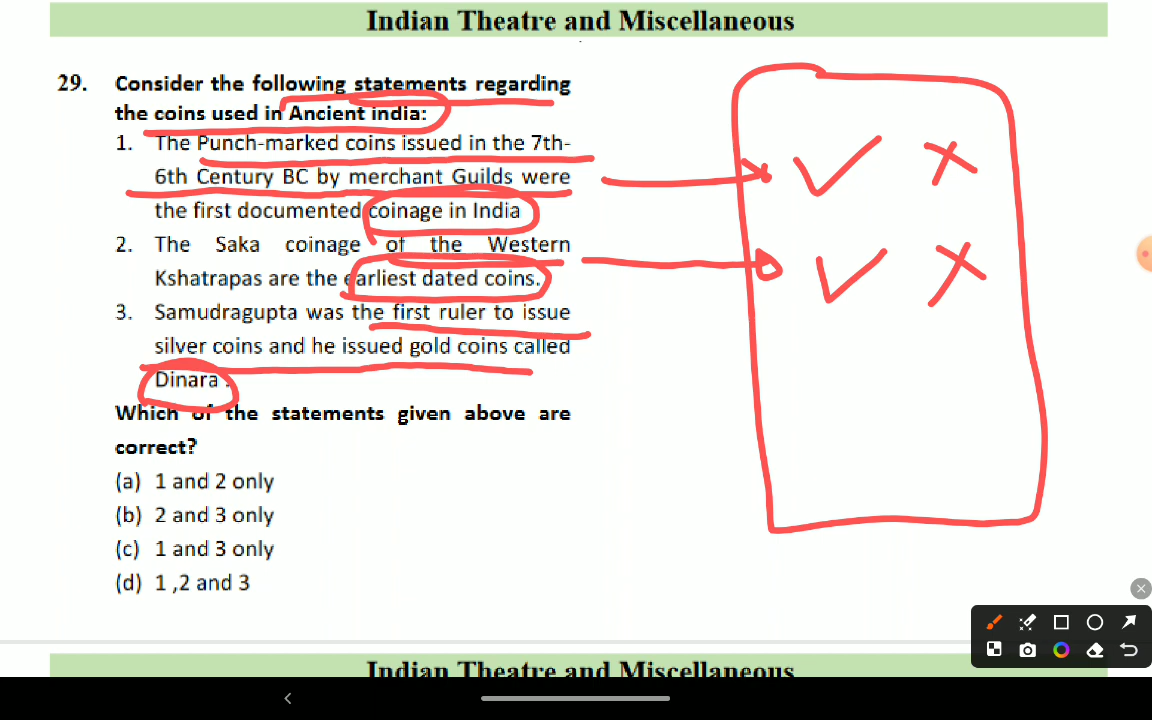 Indian Theatre and Miscellaneous
29. Consider the following statements regarding
the coins used in Ancient india:
1. The Punch-marked coins issued in the 7th-
6th Century BC by merchant Guilds were
the first documented coinage in India
2. The Saka coinage of the Western
Kshatrapas are the earliest dated coins.
3. Samudragupta was the first ruler to issue
silver coins and he issued gold coins called
Dinara .
Which of the statements given above are
correct?
(a) 1 and 2 only
(b) 2 and 3 only
(c) 1 and 3 only
(d) 1 ,2 and 3
Indian Theatre and Miscellaneous